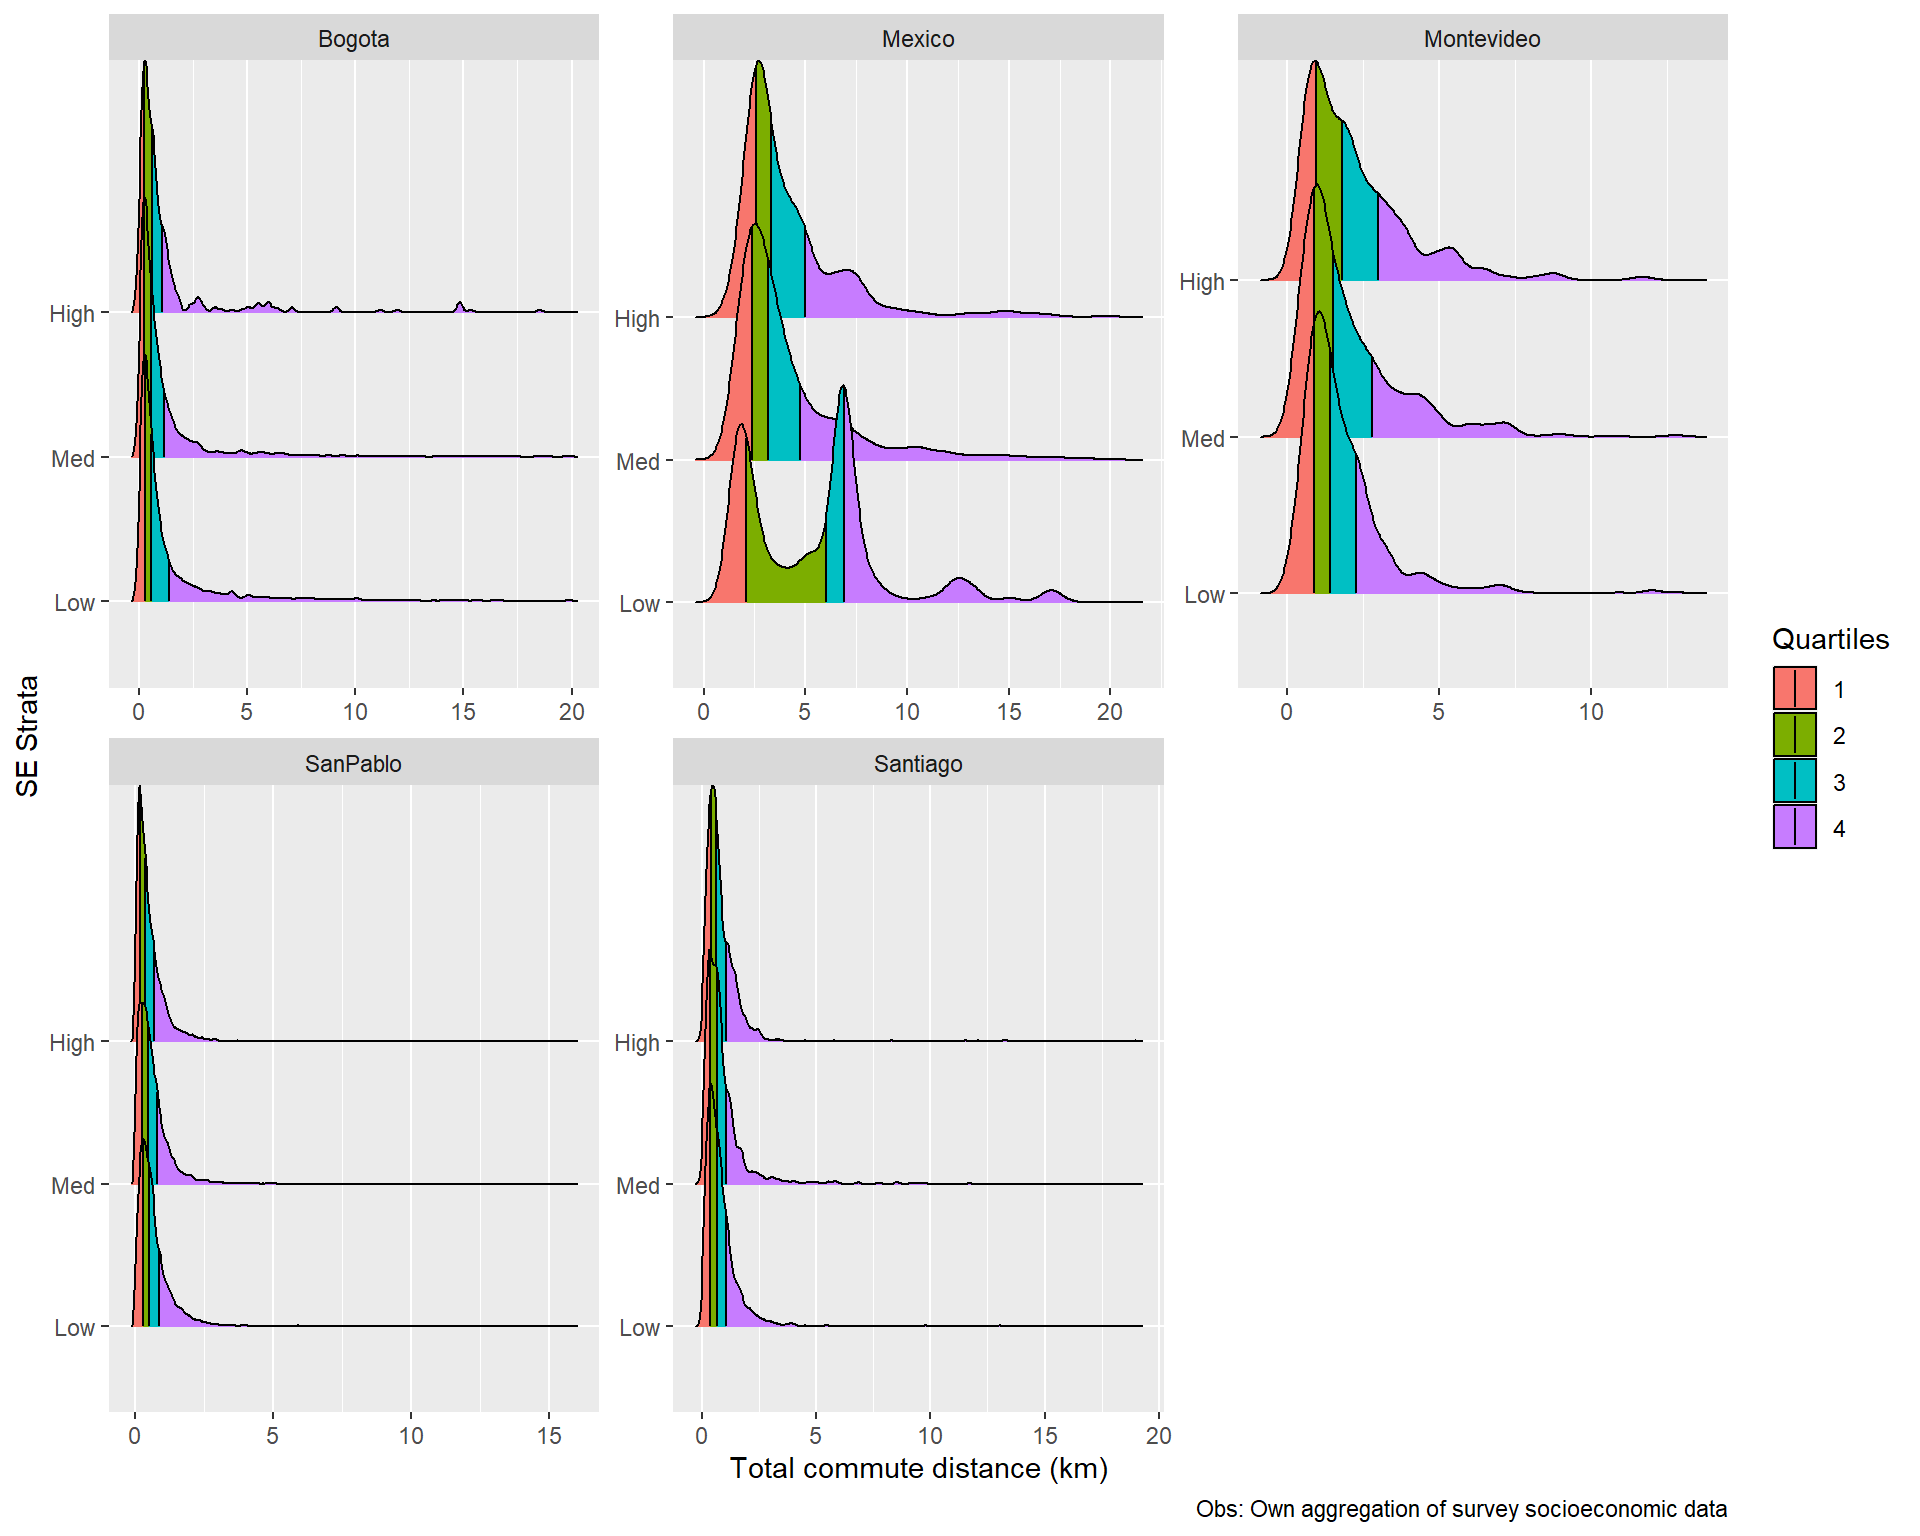 Bogota
Mexico
Montevideo
High
Med
Low
High
Med
Low
High
Med
Low
0 5 10 15 20
0 5 10 15 20
0 5 10
SE Strata
SanPablo
Santiago
High
Med
Low
High
Med
Low
0 5 10 15
0 5 10 15 20
Total commute distance (km)
Quartiles
1
2
3
4
Obs: Own aggregation of survey socioeconomic data